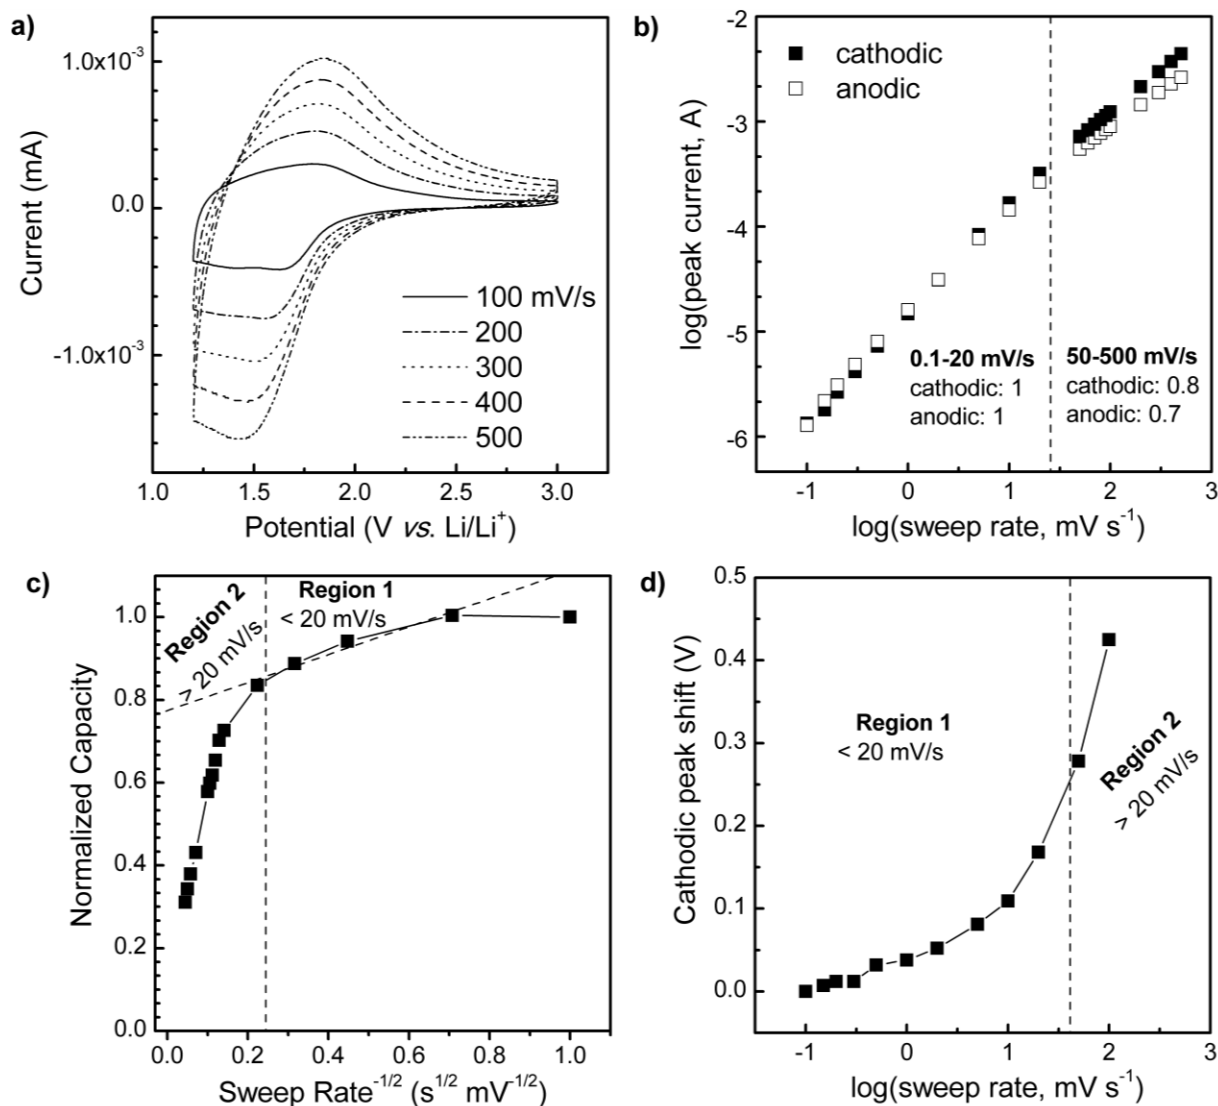 a)
Current (mA)
1.0x10⁻³
0.0
-1.0x10⁻³
100 mV/s
200
300
400
500
1.0 1.5 2.0 2.5 3.0
Potential (V vs. Li/Li⁺)
b)
log(peak current, A)
-2
-3
-4
-5
-6
cathodic
anodic
0.1-20 mV/s
cathodic: 1
anodic: 1
50-500 mV/s
cathodic: 0.8
anodic: 0.7
-1 0 1 2 3
log(sweep rate, mV s⁻¹)
c)
Normalized Capacity
1.0
0.8
0.6
0.4
0.2
0.0
Region 2
> 20 mV/s
Region 1
< 20 mV/s
0.0 0.2 0.4 0.6 0.8 1.0
Sweep Rate⁻¹/² (s¹/² mV⁻¹/²)
d)
Cathodic peak shift (V)
0.5
0.4
0.3
0.2
0.1
0.0
Region 1
< 20 mV/s
Region 2
> 20 mV/s
-1 0 1 2 3
log(sweep rate, mV s⁻¹)